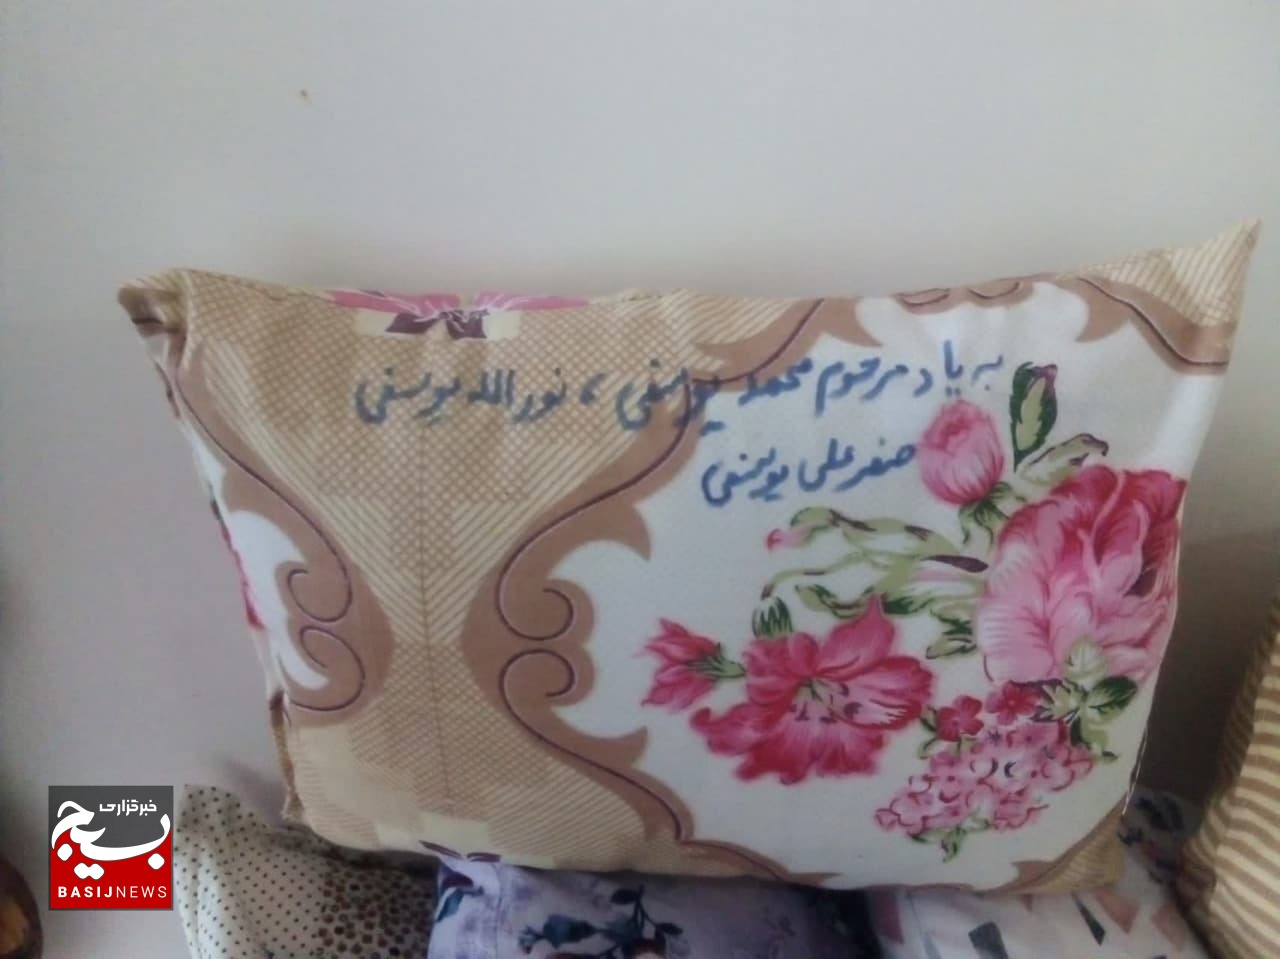 به یاد مرحوم محمد یوسفی، نورالله یوسفی
صفرعلی یوسفی
خبرگزاری
بسیج
BASIJNEWS